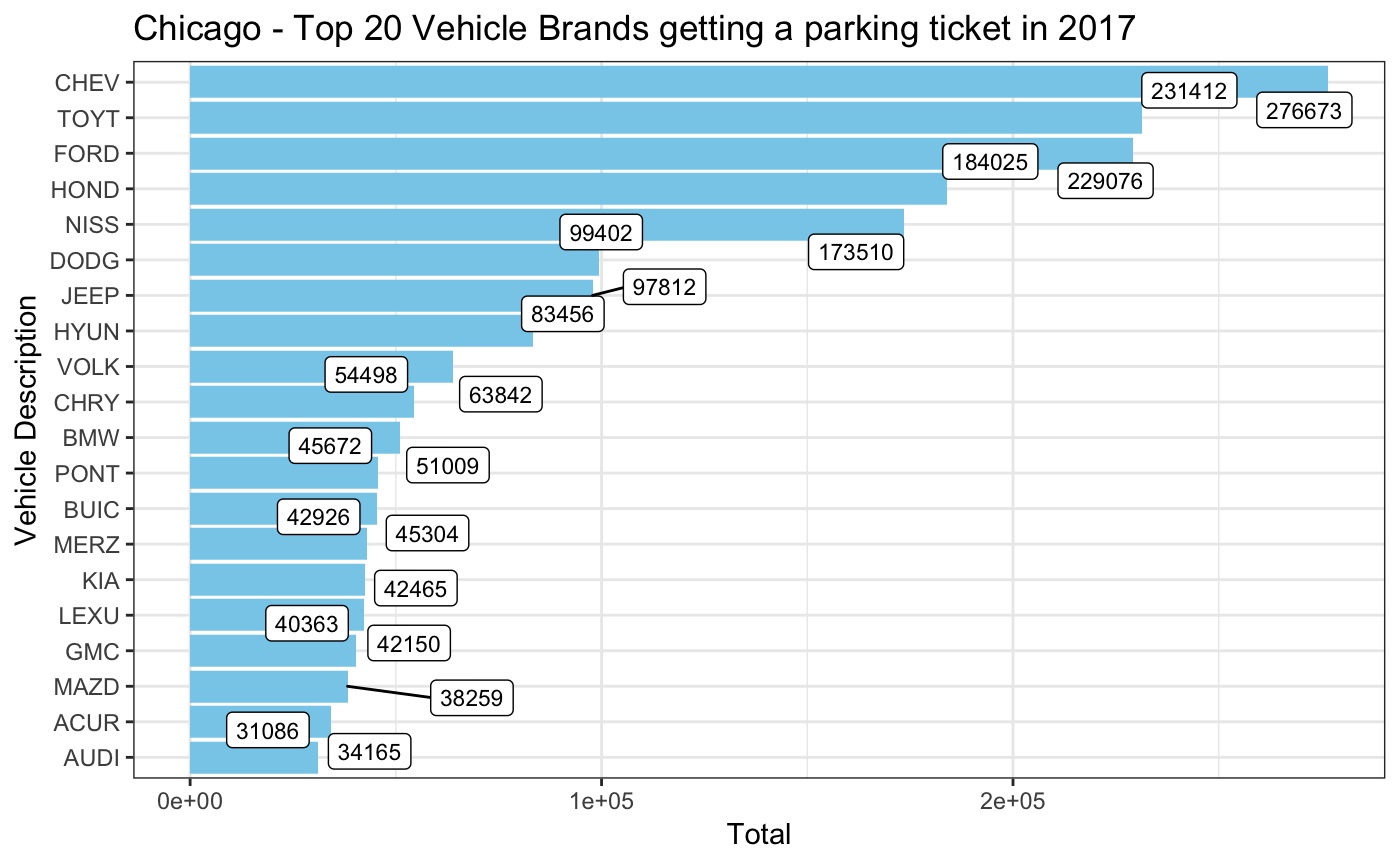 Chicago - Top 20 Vehicle Brands getting a parking ticket in 2017
Vehicle Description
CHEV
231412
276673
TOYT
FORD
184025
229076
HOND
NISS
99402
173510
DODG
JEEP
97812
83456
HYUN
VOLK
54498
63842
CHRY
BMW
45672
51009
PONT
BUIC
42926
45304
MERZ
KIA
42465
LEXU
40363
42150
GMC
MAZD
38259
ACUR
31086
34165
AUDI
0e+00 1e+05 2e+05
Total